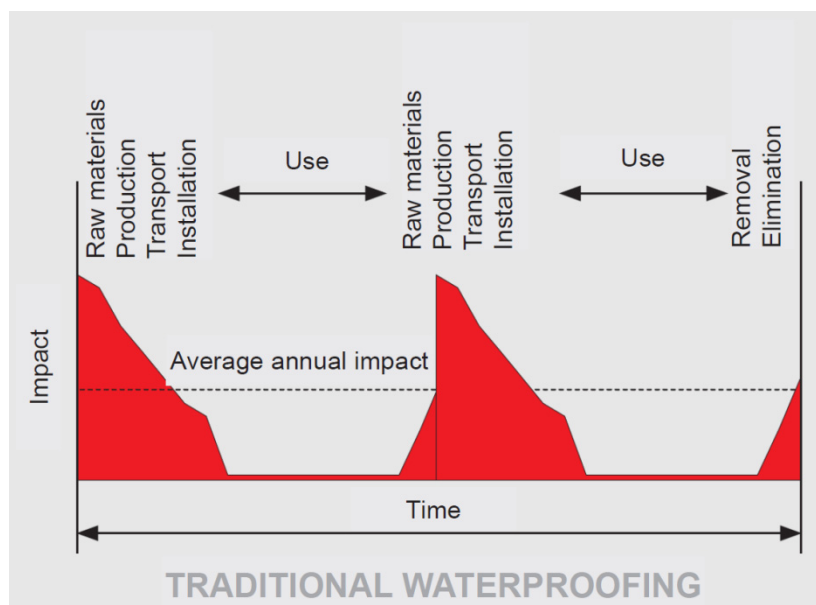 Raw materials
Production
Transport
Installation
Use
Raw materials
Production
Transport
Installation
Use
Removal
Elimination
Impact
Average annual impact
Time
TRADITIONAL WATERPROOFING